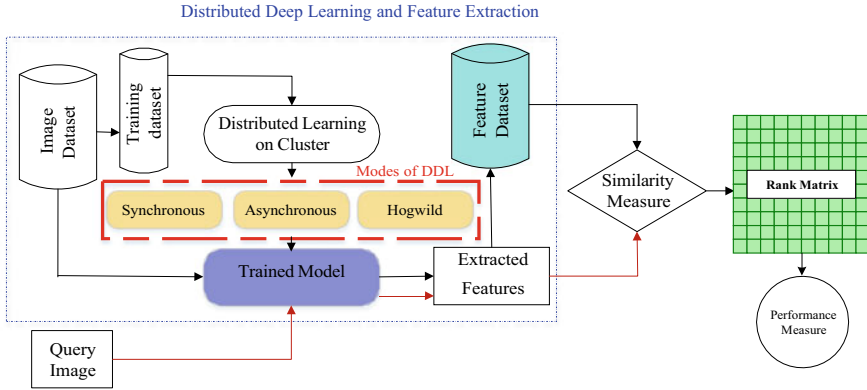 Distributed Deep Learning and Feature Extraction
Image
Dataset
Training
dataset
Distributed Learning
on Cluster
Feature
Dataset
Modes of DDL
Synchronous
Asynchronous
Hogwild
Similarity
Measure
Rank Matrix
Trained Model
Extracted
Features
Performance
Measure
Query
Image